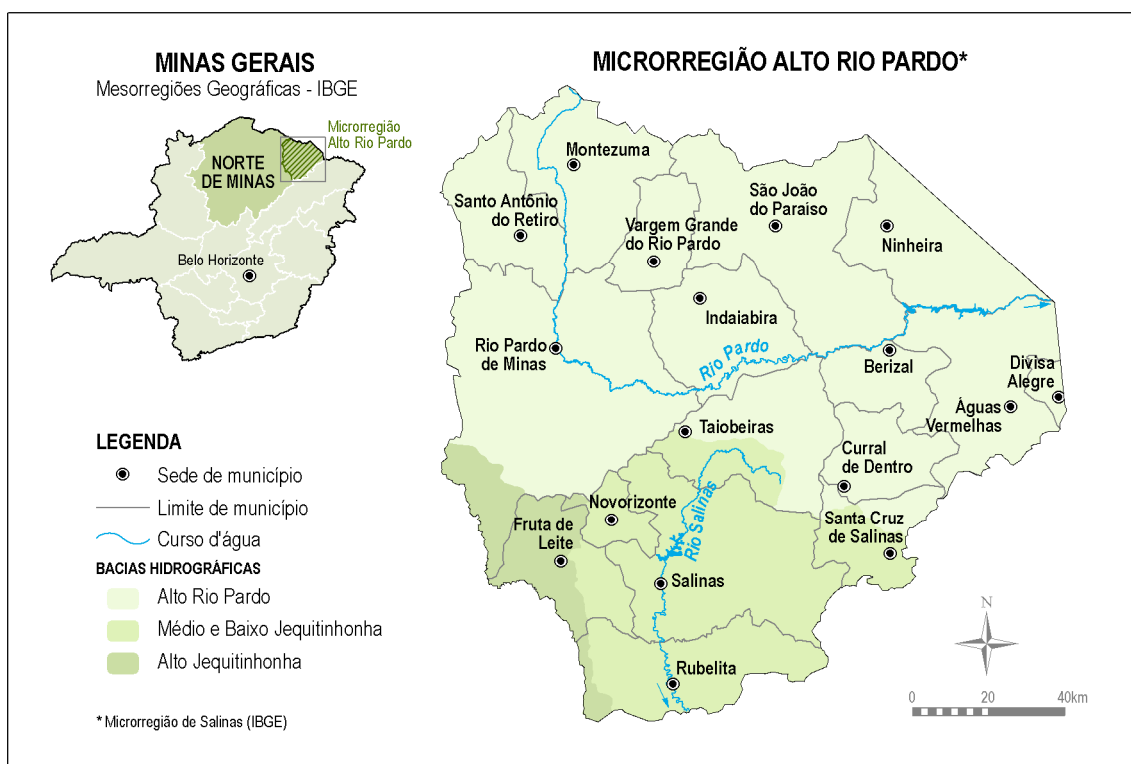 MINAS GERAIS
Mesorregiões Geográficas - IBGE
Microrregião
Alto Rio Pardo
NORTE
DE MINAS
Belo Horizonte
LEGENDA
Sede de município
Limite de município
Curso d'água
BACIAS HIDROGRÁFICAS
Alto Rio Pardo
Médio e Baixo Jequitinhonha
Alto Jequitinhonha
* Microrregião de Salinas (IBGE)
MICRORREGIÃO ALTO RIO PARDO*
Montezuma
Santo Antônio
do Retiro
São João
do Paraíso
Vargem Grande
do Rio Pardo
Ninheira
Indaiabira
Rio Pardo
de Minas
Rio Pardo
Berizal
Divisa
Alegre
Águas
Vermelhas
Taiobeiras
Curral
de Dentro
Novorizonte
Rio Salinas
Santa Cruz
de Salinas
Fruta de
Leite
Salinas
Rubelita
N
0 20 40km